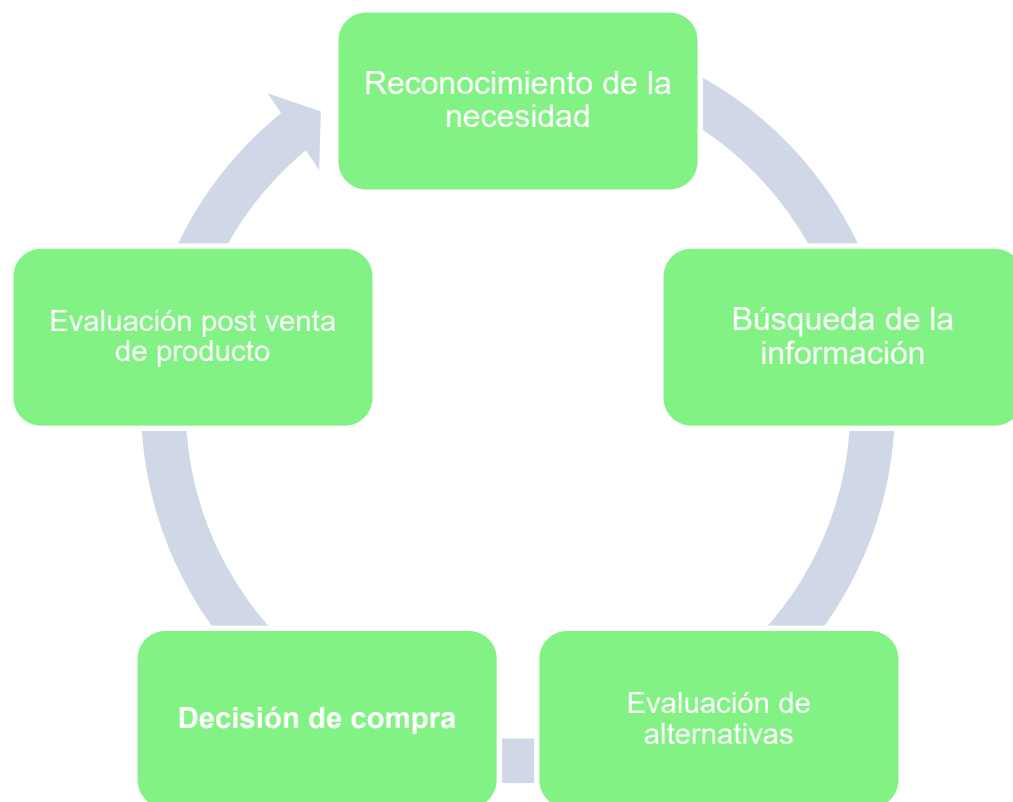 Reconocimiento de la
necesidad
Búsqueda de la
información
Evaluación de
alternativas
Decisión de compra
Evaluación post venta
de producto